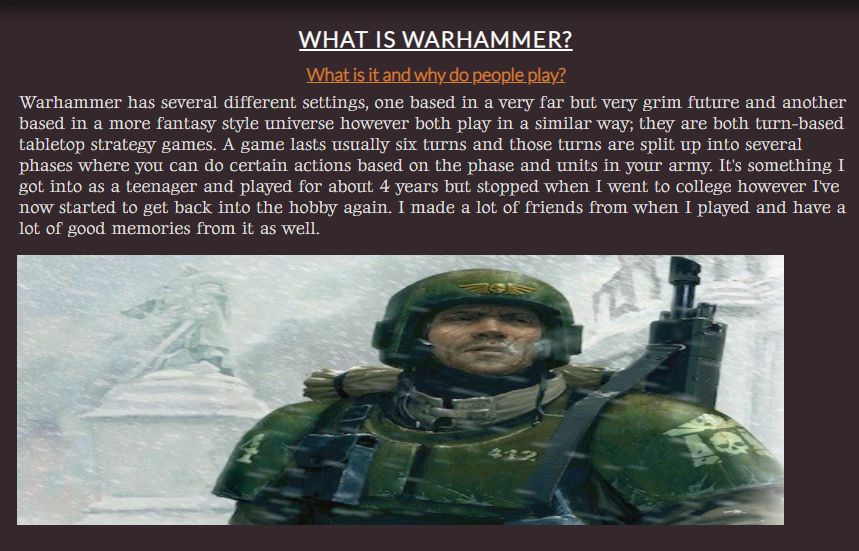 WHAT IS WARHAMMER?
What is it and why do people play?
Warhammer has several different settings, one based in a very far but very grim future and another
based in a more fantasy style universe however both play in a similar way; they are both turn-based
tabletop strategy games. A game lasts usually six turns and those turns are split up into several
phases where you can do certain actions based on the phase and units in your army. It's something I
got into as a teenager and played for about 4 years but stopped when I went to college however I've
now started to get back into the hobby again. I made a lot of friends from when I played and have a
lot of good memories from it as well.
412